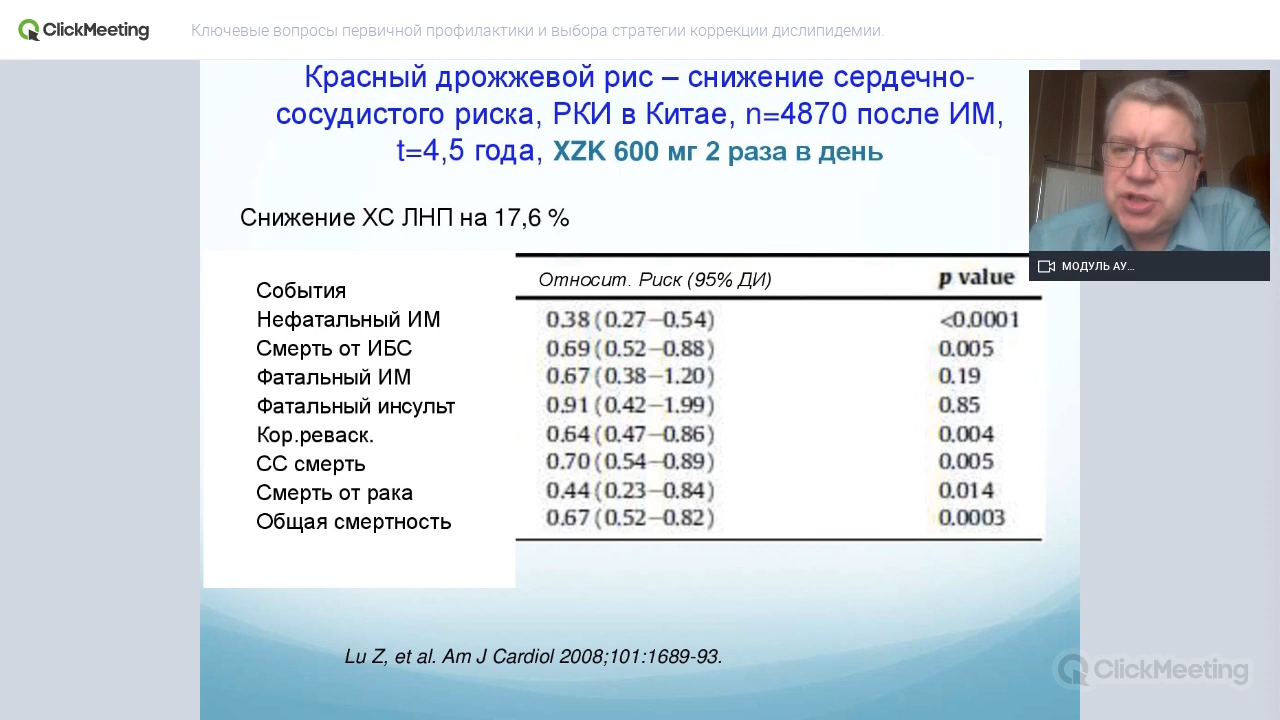 ClickMeeting
Ключевые вопросы первичной профилактики и выбора стратегии коррекции дислипидемии.
Красный дрожжевой рис – снижение сердечно-
сосудистого риска, РКИ в Китае, n=4870 после ИМ,
t=4,5 года, XZK 600 мг 2 раза в день
МОДУЛЬ АУ...
Снижение ХС ЛНП на 17,6 %
События Относит. Риск (95% ДИ) p value
Нефатальный ИМ 0.38 (0.27–0.54) <0.0001
Смерть от ИБС 0.69 (0.52–0.88) 0.005
Фатальный ИМ 0.67 (0.38–1.20) 0.19
Фатальный инсульт 0.91 (0.42–1.99) 0.85
Кор.реваск. 0.64 (0.47–0.86) 0.004
СС смерть 0.70 (0.54–0.89) 0.005
Смерть от рака 0.44 (0.23–0.84) 0.014
Общая смертность 0.67 (0.52–0.82) 0.0003
Lu Z, et al. Am J Cardiol 2008;101:1689-93.
ClickMeeting